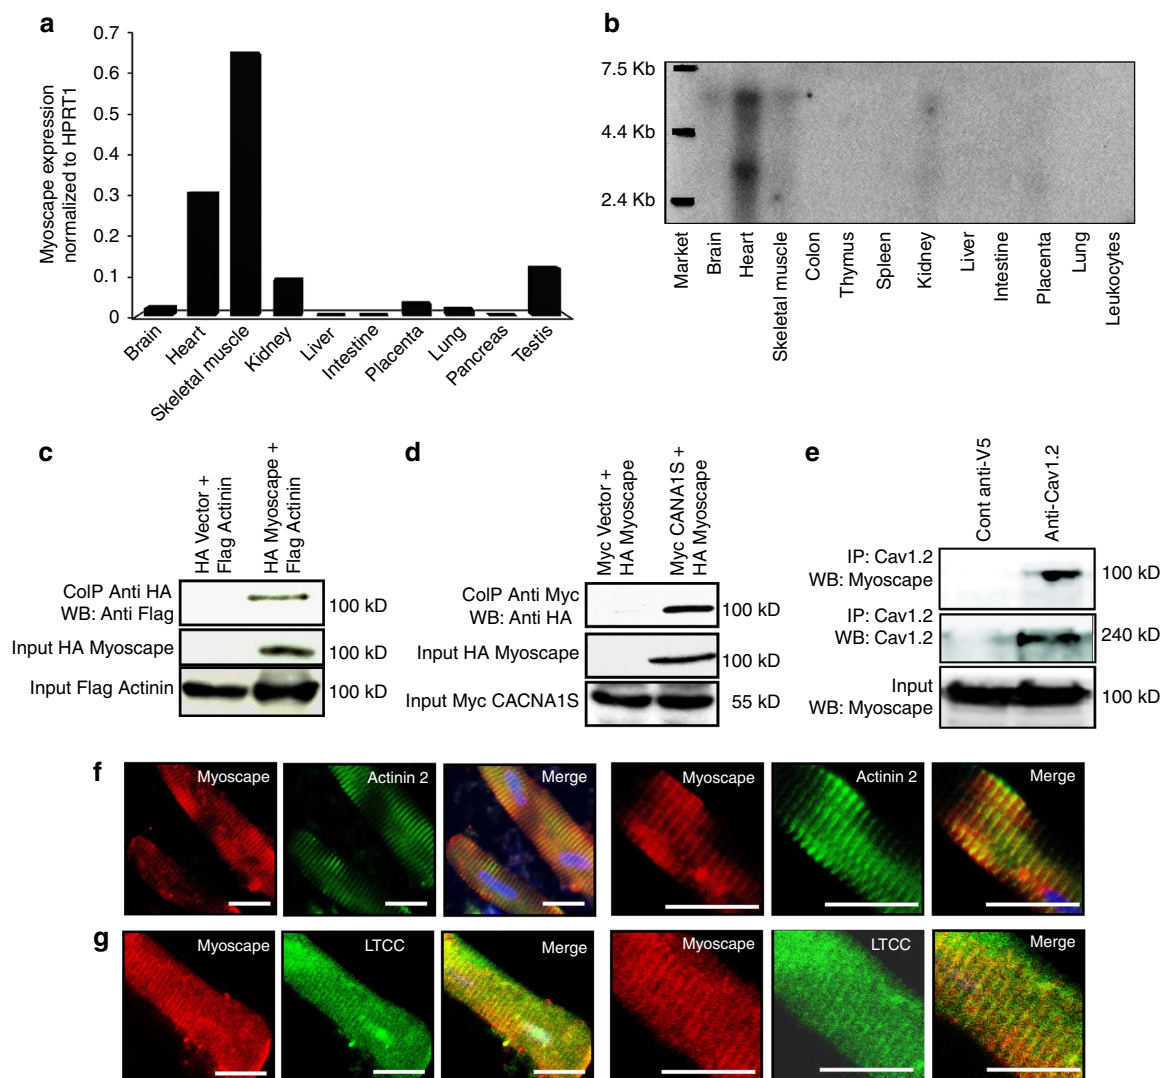 a
Myoscape expression
normalized to HPRT1
0.7
0.6
0.5
0.4
0.3
0.2
0.1
0
Brain
Heart
Skeletal muscle
Kidney
Liver
Intestine
Placenta
Lung
Pancreas
Testis
b
7.5 Kb
4.4 Kb
2.4 Kb
Market
Brain
Heart
Skeletal muscle
Colon
Thymus
Spleen
Kidney
Liver
Intestine
Placenta
Lung
Leukocytes
c
HA Vector +
Flag Actinin
HA Myoscape +
Flag Actinin
CoIP Anti HA
WB: Anti Flag
100 kD
Input HA Myoscape
100 kD
Input Flag Actinin
100 kD
d
Myc Vector +
HA Myoscape
Myc CANA1S +
HA Myoscape
CoIP Anti Myc
WB: Anti HA
100 kD
Input HA Myoscape
100 kD
Input Myc CACNA1S
55 kD
e
Cont anti-V5
Anti-Cav1.2
IP: Cav1.2
WB: Myoscape
100 kD
IP: Cav1.2
WB: Cav1.2
240 kD
Input
WB: Myoscape
100 kD
f
Myoscape
Actinin 2
Merge
Myoscape
Actinin 2
Merge
g
Myoscape
LTCC
Merge
Myoscape
LTCC
Merge